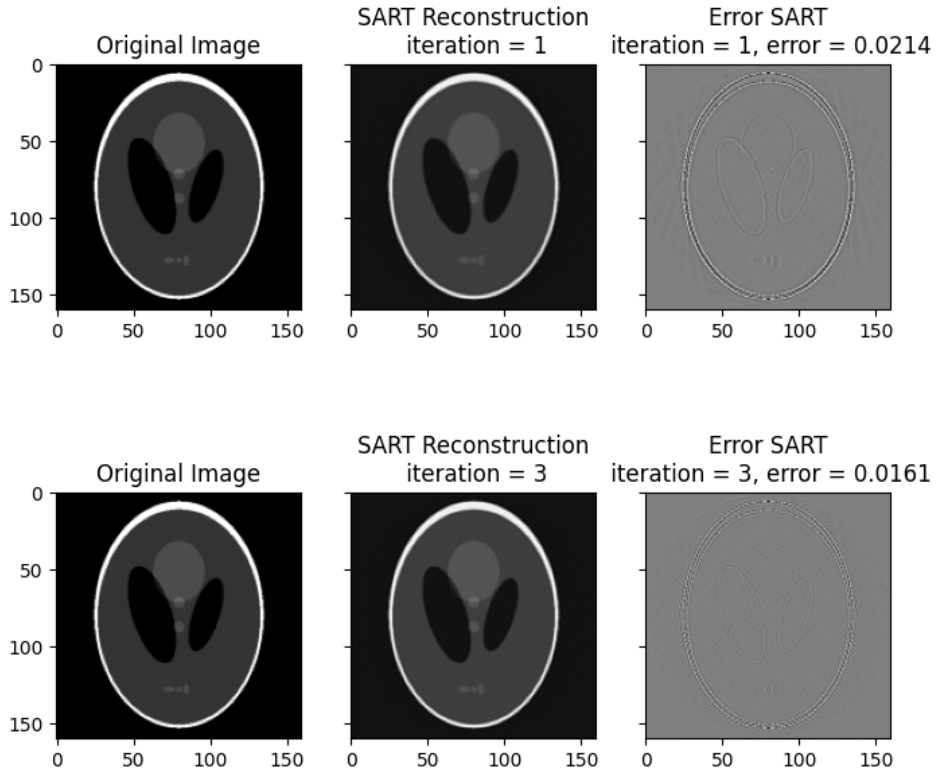 Original Image
SART Reconstruction
iteration = 1
Error SART
iteration = 1, error = 0.0214
0
50
100
150
0 50 100 150
0 50 100 150
0 50 100 150
Original Image
SART Reconstruction
iteration = 3
Error SART
iteration = 3, error = 0.0161
0
50
100
150
0 50 100 150
0 50 100 150
0 50 100 150